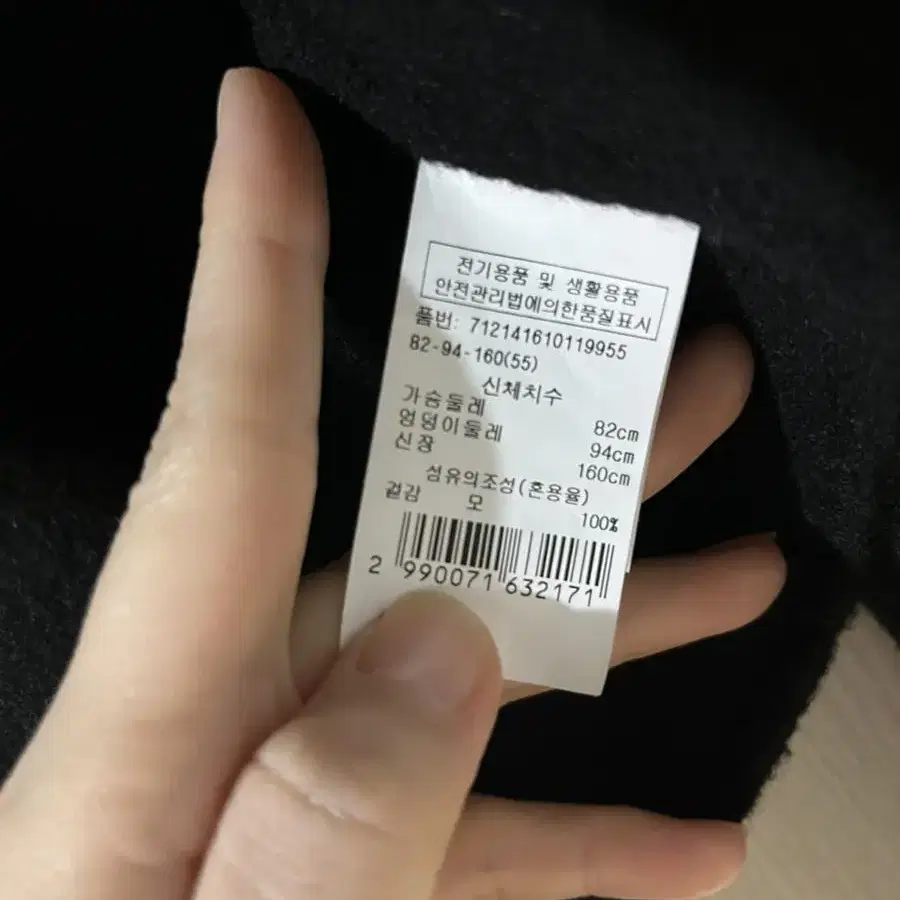 전기용품 및 생활용품
안전관리법에의한품질표시
품번: 712141610119955
82-94-160(55)
신체치수
가슴둘레 82cm
엉덩이둘레 94cm
신장 160cm
섬유의조성(혼용율)
겉감 모 100%
2 990071 632171